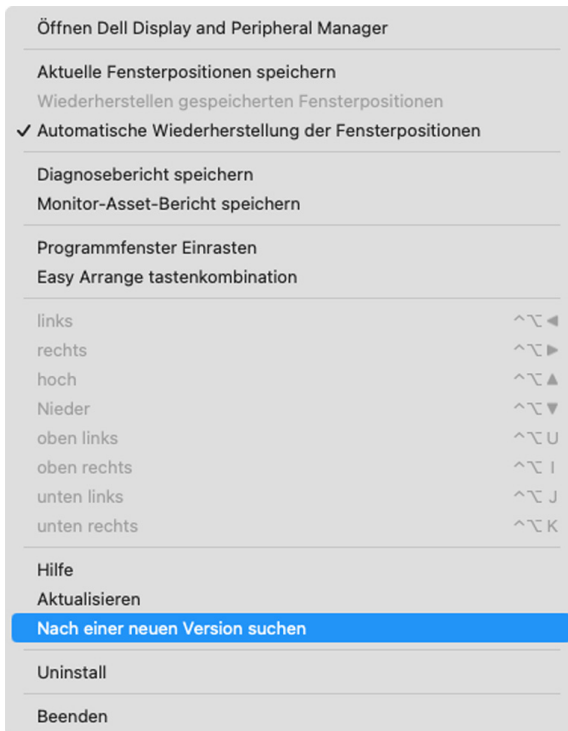 Öffnen Dell Display and Peripheral Manager
Aktuelle Fensterpositionen speichern
Wiederherstellen gespeicherten Fensterpositionen
✓ Automatische Wiederherstellung der Fensterpositionen
Diagnosebericht speichern
Monitor-Asset-Bericht speichern
Programmfenster Einrasten
Easy Arrange tastenkombination
links ^⌥◀
rechts ^⌥▶
hoch ^⌥▲
Nieder ^⌥▼
oben links ^⌥U
oben rechts ^⌥I
unten links ^⌥J
unten rechts ^⌥K
Hilfe
Aktualisieren
Nach einer neuen Version suchen
Uninstall
Beenden